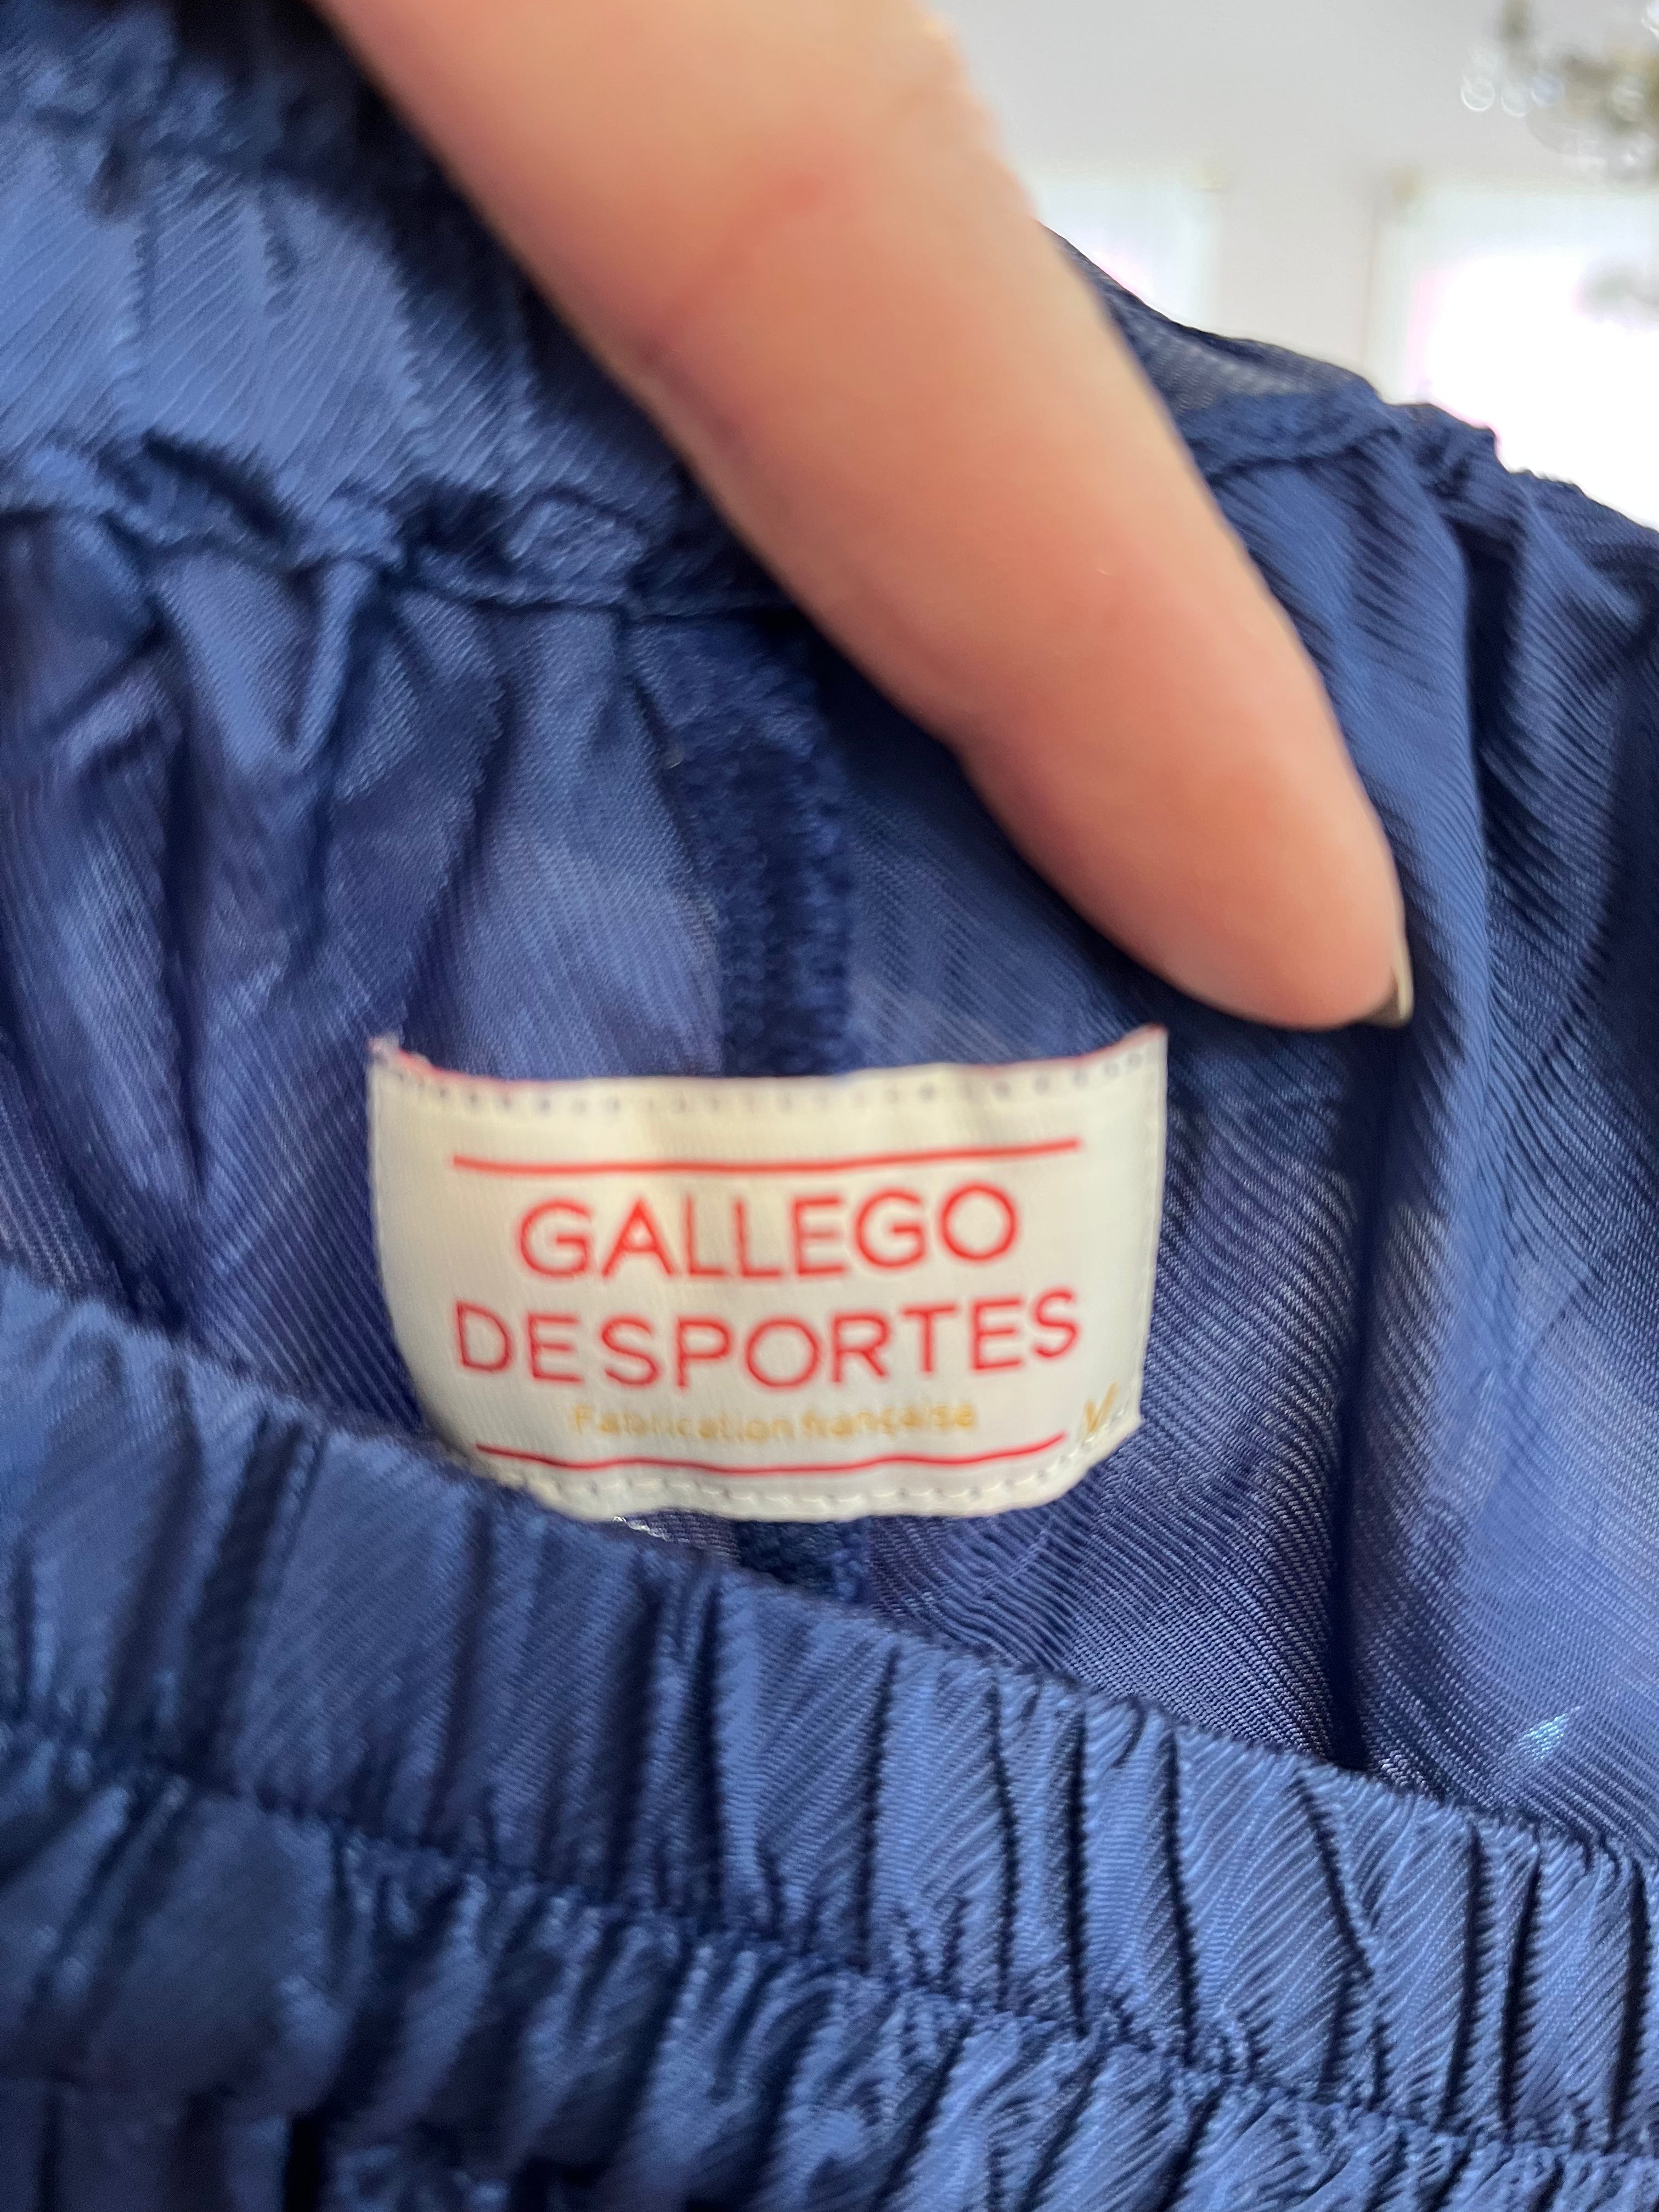 GALLEGO
DESPORTES
Fabrication française